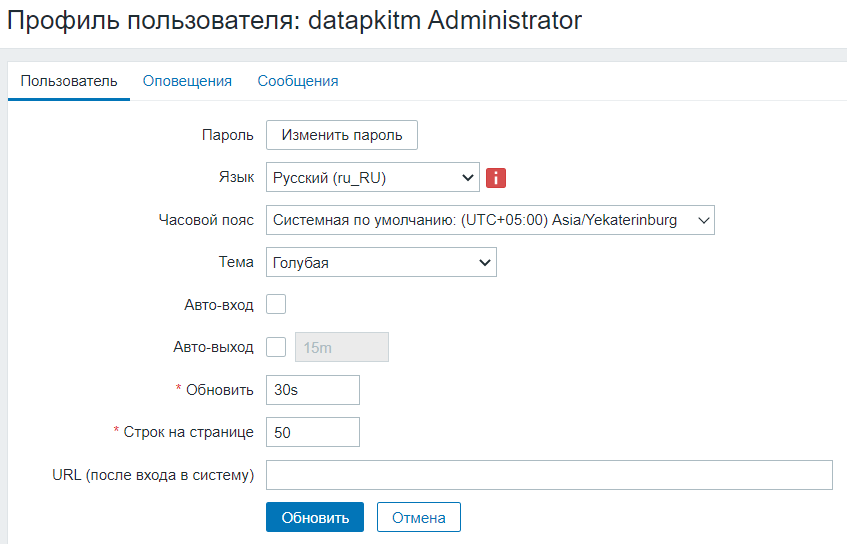 Профиль пользователя: datapkitm Administrator
Пользователь Оповещения Сообщения
Пароль Изменить пароль
Язык Русский (ru_RU) i
Часовой пояс Системная по умолчанию: (UTC+05:00) Asia/Yekaterinburg
Тема Голубая
Авто-вход
Авто-выход 15m
* Обновить 30s
* Строк на странице 50
URL (после входа в систему)
Обновить Отмена